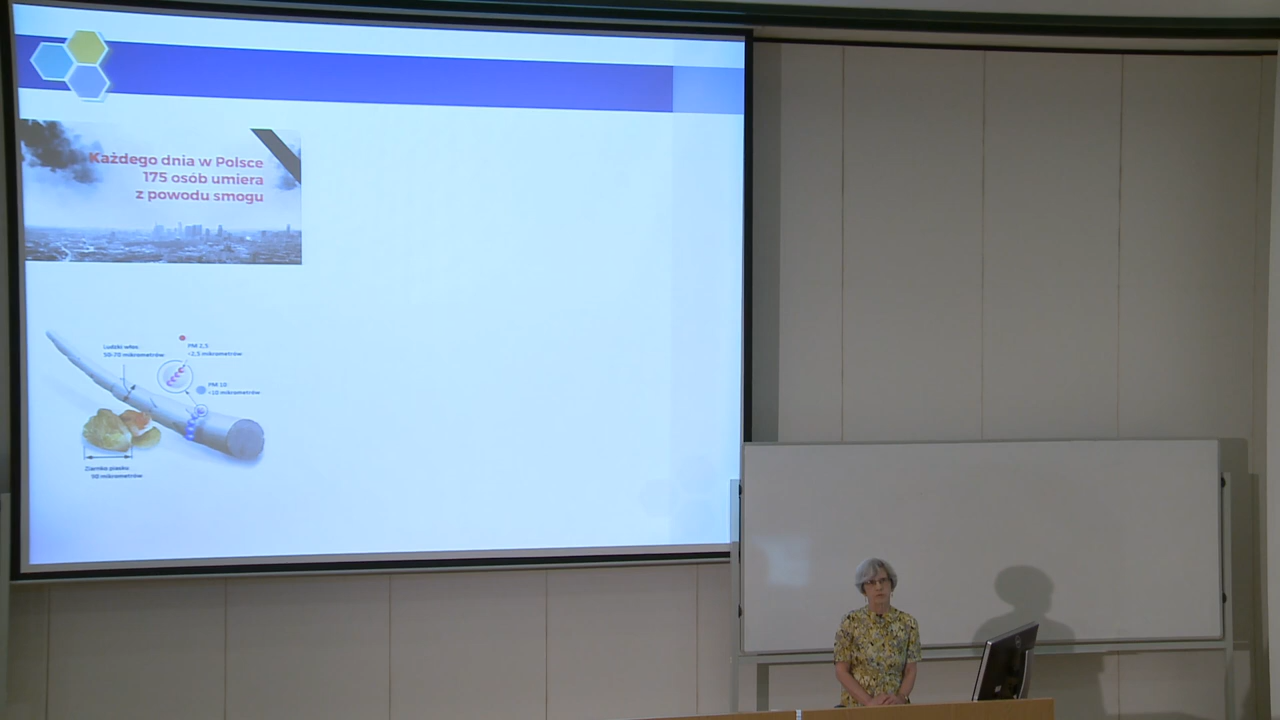 Każdego dnia w Polsce
175 osób umiera
z powodu smogu
Ludzki włos:
50-70 mikrometrów
PM 2,5
<2,5 mikrometrów
PM 10:
<10 mikrometrów
Ziarnko piasku
90 mikrometrów